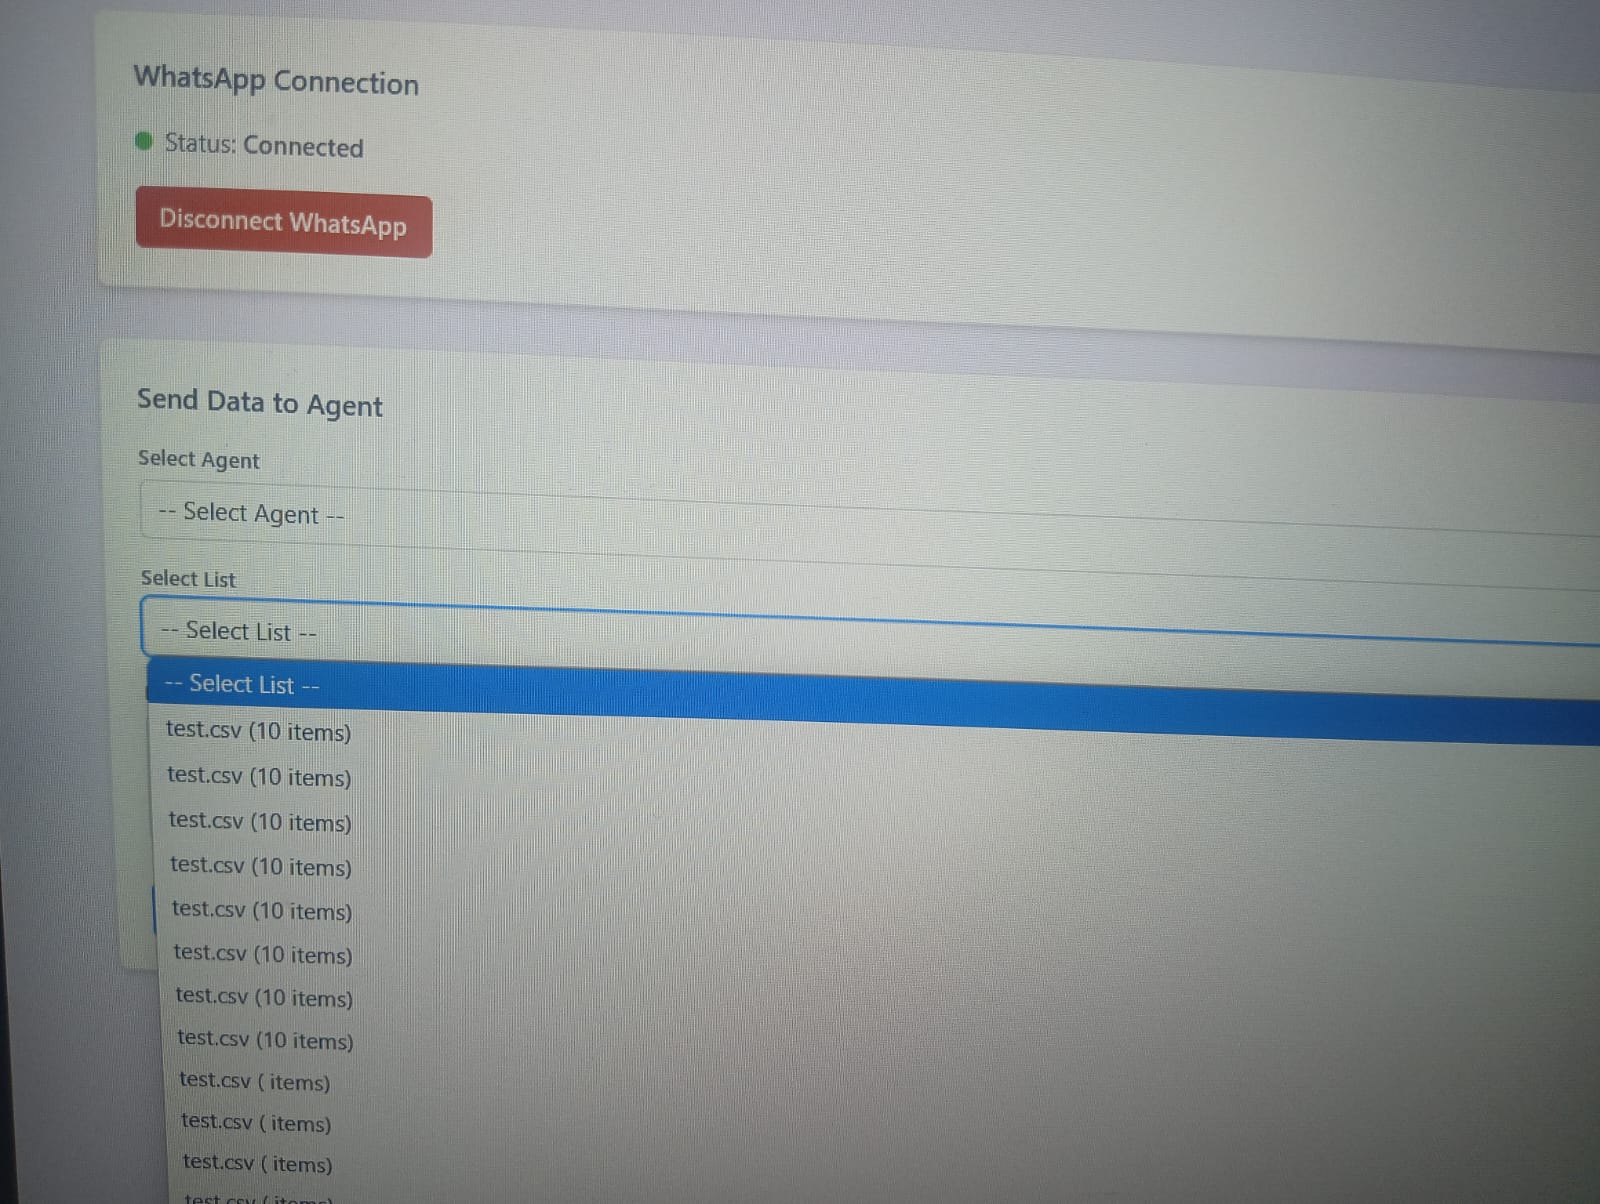 WhatsApp Connection
Status: Connected
Disconnect WhatsApp
Send Data to Agent
Select Agent
-- Select Agent --
Select List
-- Select List --
-- Select List --
test.csv (10 items)
test.csv (10 items)
test.csv (10 items)
test.csv (10 items)
test.csv (10 items)
test.csv (10 items)
test.csv (10 items)
test.csv (10 items)
test.csv ( items)
test.csv ( items)
test.csv ( items)
test.csv ( items)